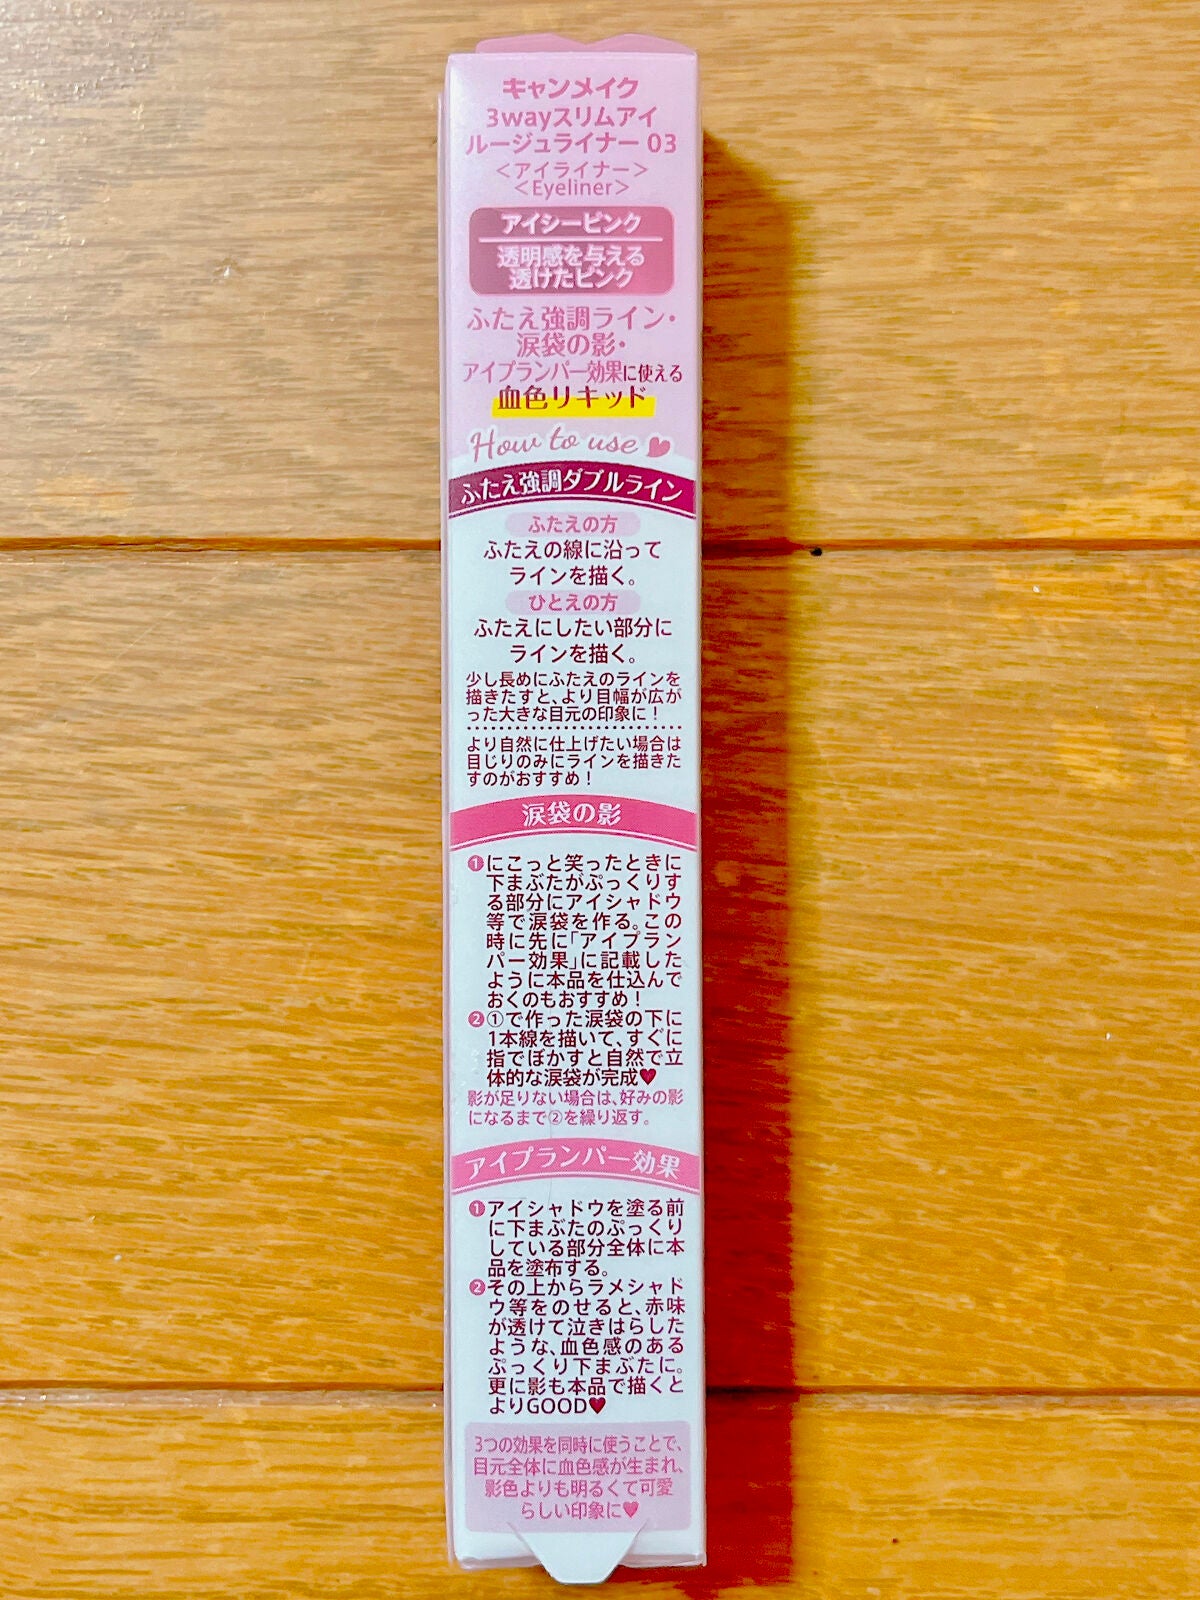 キャンメイク
3wayスリムアイ
ルージュライナー 03
＜アイライナー＞
＜Eyeliner＞
アイシーピンク
透明感を与える
透けたピンク
ふたえ強調ライン・
涙袋の影・
アイプランパー効果に使える
血色リキッド
How to use
ふたえ強調ダブルライン
ふたえの方
ふたえの線に沿って
ラインを描く。
ひとえの方
ふたえにしたい部分に
ラインを描く。
少し長めにふたえのラインを
描きたすと、より目幅が広が
った大きな目元の印象に！
より自然に仕上げたい場合は
目じりのみにラインを描きた
すのがおすすめ！
涙袋の影
❶にこっと笑ったときに
下まぶたがぷっくりす
る部分にアイシャドウ
等で涙袋を作る。この
時に先に「アイプラン
パー効果」に記載した
ように本品を仕込んで
おくのもおすすめ！
❷①で作った涙袋の下に
1本線を描いて、すぐに
指でぼかすと自然で立
体的な涙袋が完成♥
影が足りない場合は、好みの影
になるまで②を繰り返す。
アイプランパー効果
❶アイシャドウを塗る前
に下まぶたのぷっくり
している部分全体に本
品を塗布する。
❷その上からラメシャド
ウ等をのせると、赤味
が透けて泣きはらした
ような、血色感のある
ぷっくり下まぶたに。
更に影も本品で描くと
よりGOOD♥
3つの効果を同時に使うことで、
目元全体に血色感が生まれ、
影色よりも明るくて可愛
らしい印象に♥